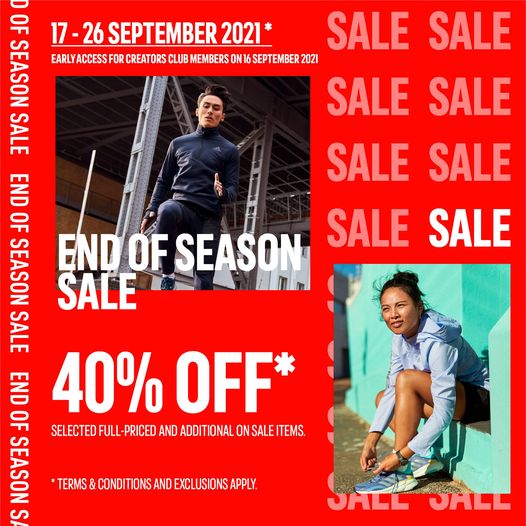 17 - 26 SEPTEMBER 2021*
EARLY ACCESS FOR CREATORS CLUB MEMBERS ON 16 SEPTEMBER 2021
END OF SEASON
SALE
40% OFF*
SELECTED FULL-PRICED AND ADDITIONAL ON SALE ITEMS.
* TERMS & CONDITIONS AND EXCLUSIONS APPLY.
SALE SALE
SALE SALE
SALE SALE
SALE SALE
SALE SALE
D OF SEASON SALE END OF SEASON SALE END OF SEASON SA